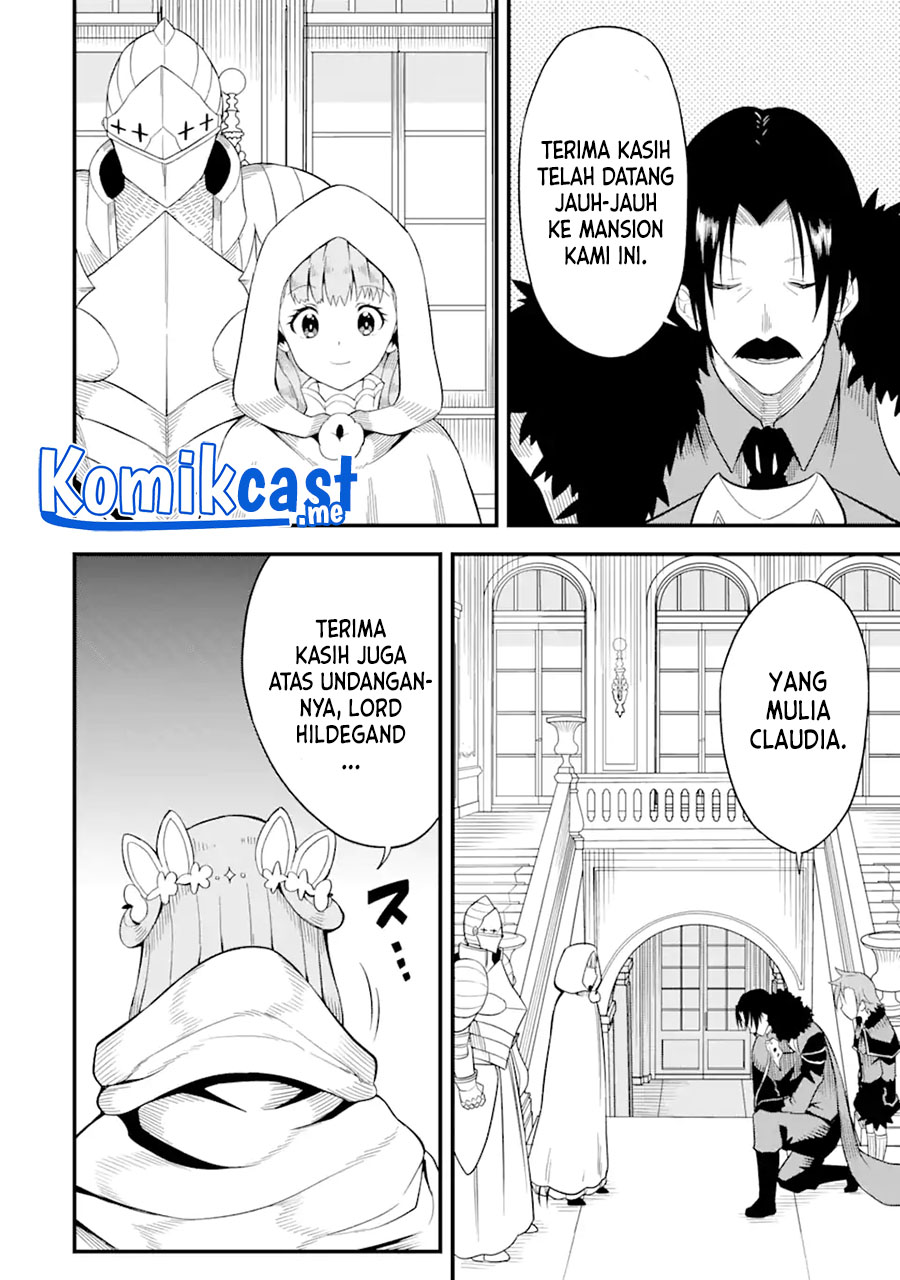 TERIMA KASIH
TELAH DATANG
JAUH-JAUH
KE MANSION
KAMI INI.
Komikcast
.me
YANG
MULIA
CLAUDIA.
TERIMA
KASIH JUGA
ATAS UNDANGAN-
NYA, LORD
HILDEGAND
...
ス…